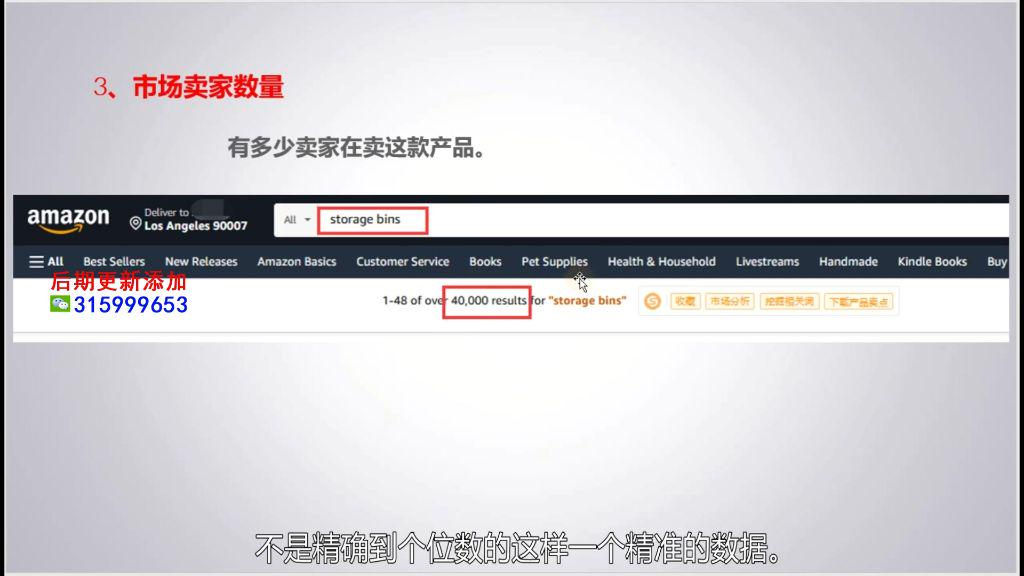 3、市场卖家数量
有多少卖家在卖这款产品。
amazon
Deliver to
Los Angeles 90007
All
storage bins
All Best Sellers New Releases Amazon Basics Customer Service Books Pet Supplies Health & Household Livestreams Handmade Kindle Books Buy
后期更新添加
315999653
1-48 of over 40,000 results for "storage bins"
收藏 市场分析 挖掘相关词 下载产品卖点
不是精确到个位数的这样一个精准的数据。